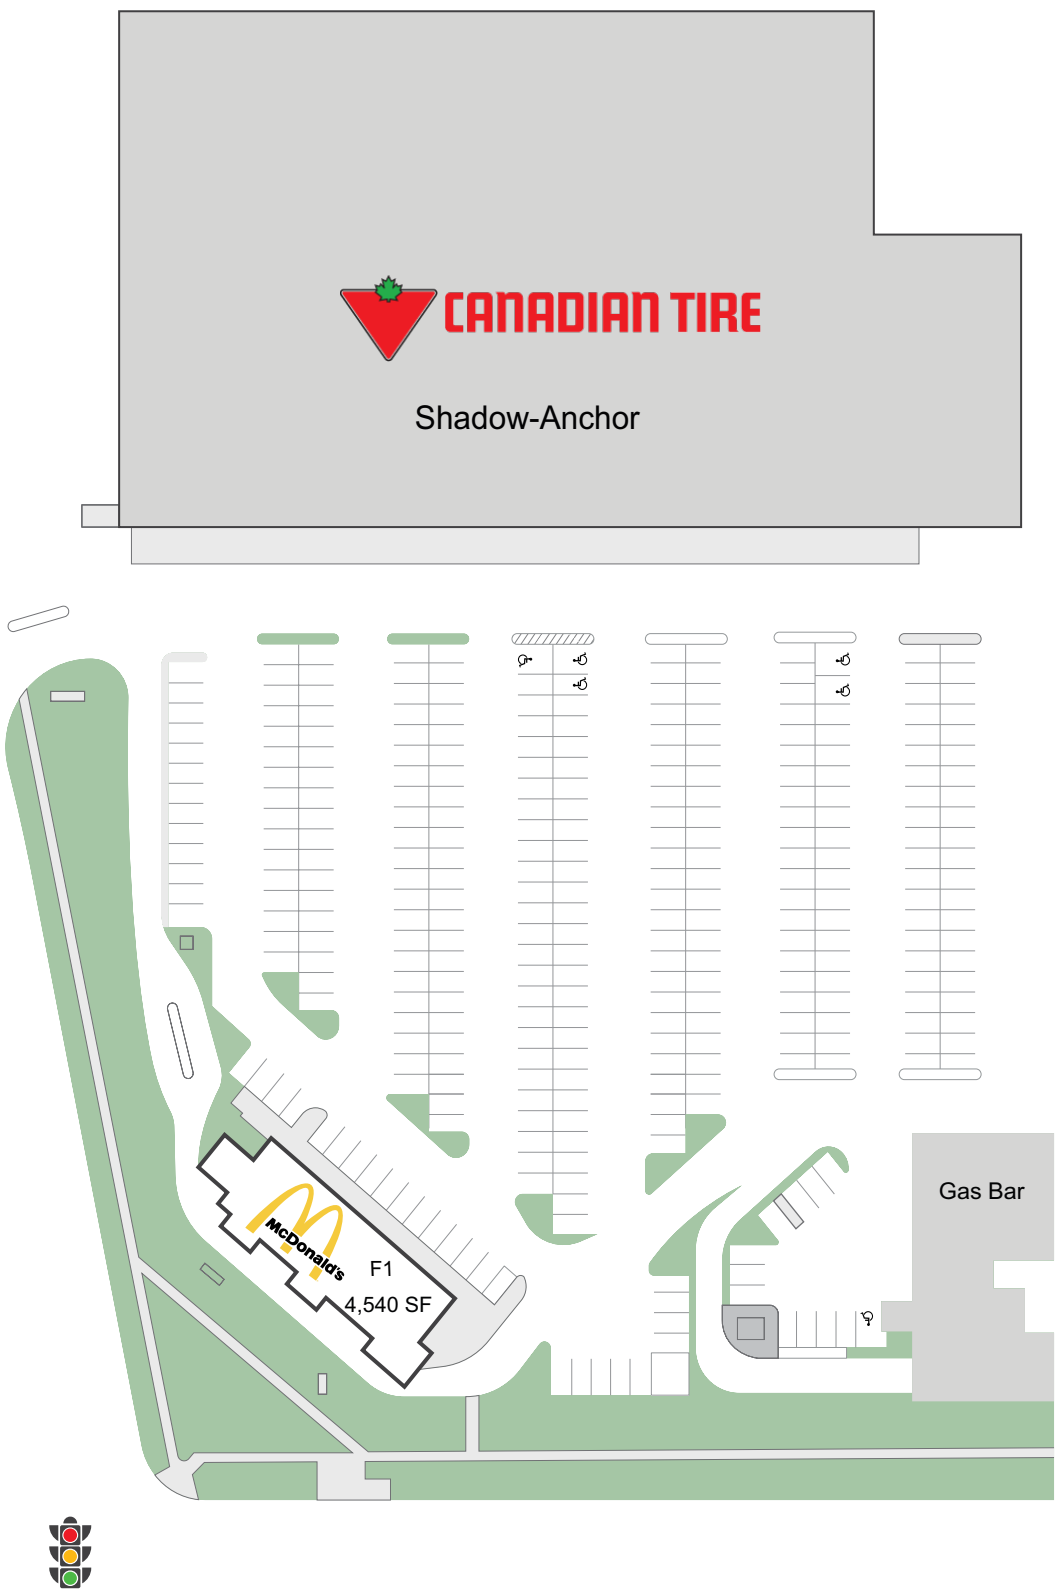 CANADIAN TIRE
Shadow-Anchor
Gas Bar
McDonald's
F1
4,540 SF